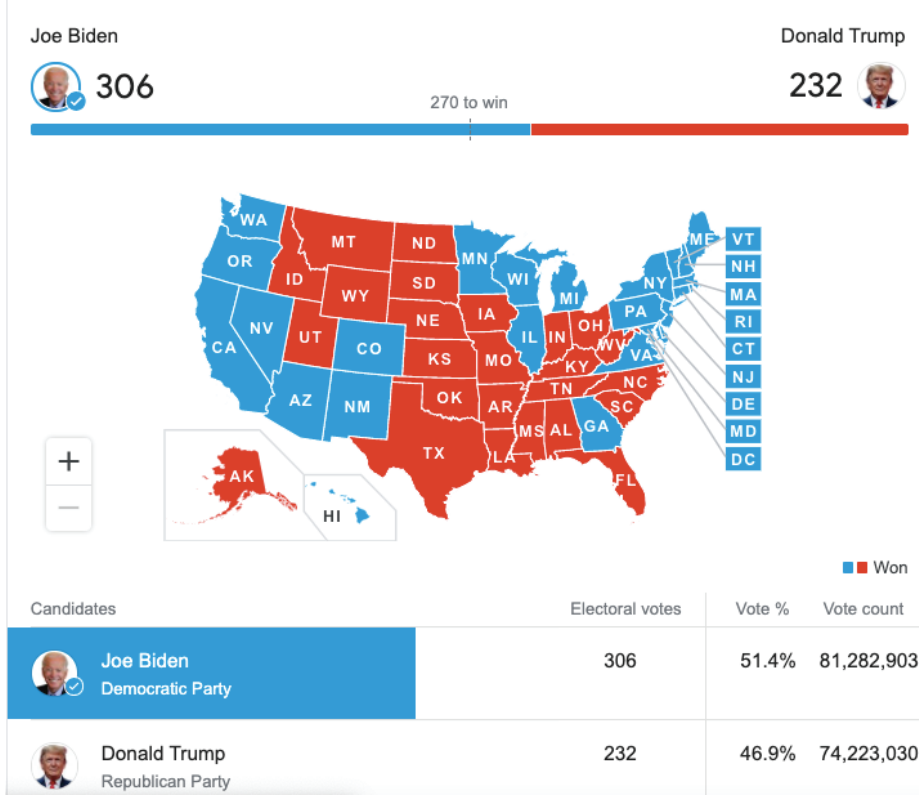 Joe Biden
Donald Trump
306
232
270 to win
WA
OR
CA
NV
ID
MT
WY
UT
CO
AZ
NM
ND
SD
NE
KS
OK
TX
MN
IA
MO
AR
LA
WI
IL
MI
IN
OH
KY
TN
MS
AL
GA
FL
SC
NC
WV
VA
PA
NY
ME
VT
NH
MA
RI
CT
NJ
DE
MD
DC
AK
HI
+
−
Won
Candidates Electoral votes Vote % Vote count
Joe Biden 306 51.4% 81,282,903
Democratic Party
Donald Trump 232 46.9% 74,223,030
Republican Party